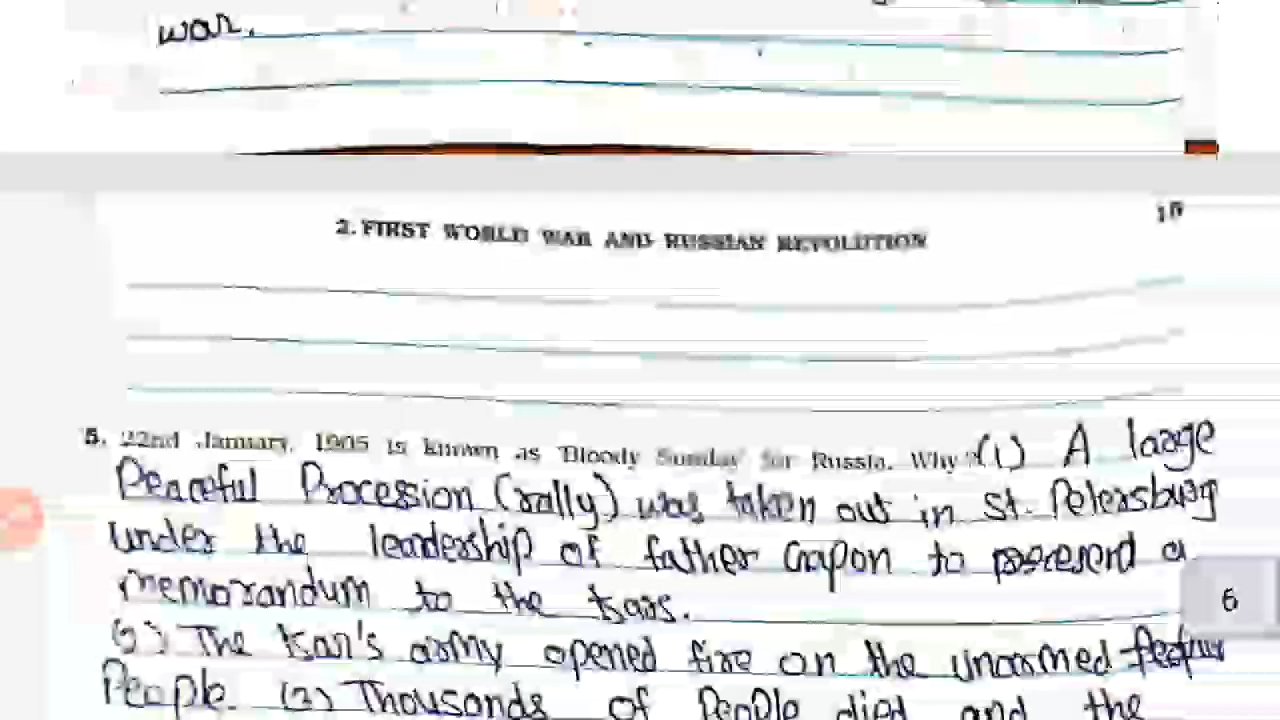 war.
15
2. FIRST WORLD WAR AND RUSSIAN REVOLUTION
5. 22nd January, 1905 is known as 'Bloody Sunday' for Russia. Why? (1) A large
Peaceful Procession (rally) was taken out in St. Petersburg
under the leadership of father Gapon to present a
memorandum to the tsars.
6
(2) The tsar's army opened fire on the unarmed
People. (3) Thousands of People died and the